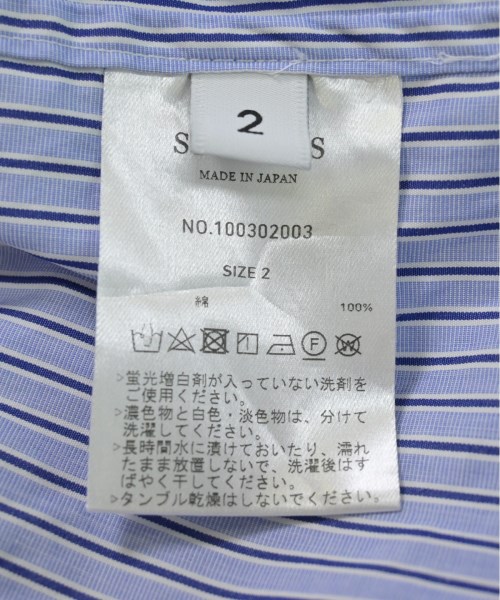 2
MADE IN JAPAN
NO.100302003
SIZE 2
綿 100%
>蛍光増白剤が入っていない洗剤を
ご使用ください。
>濃色物と白色・淡色物は、分けて
洗濯してください。
>長時間水に漬けておいたり、濡れ
たまま放置しないで、洗濯後はす
ばやく干してください。
>タンブル乾燥はしないでください。